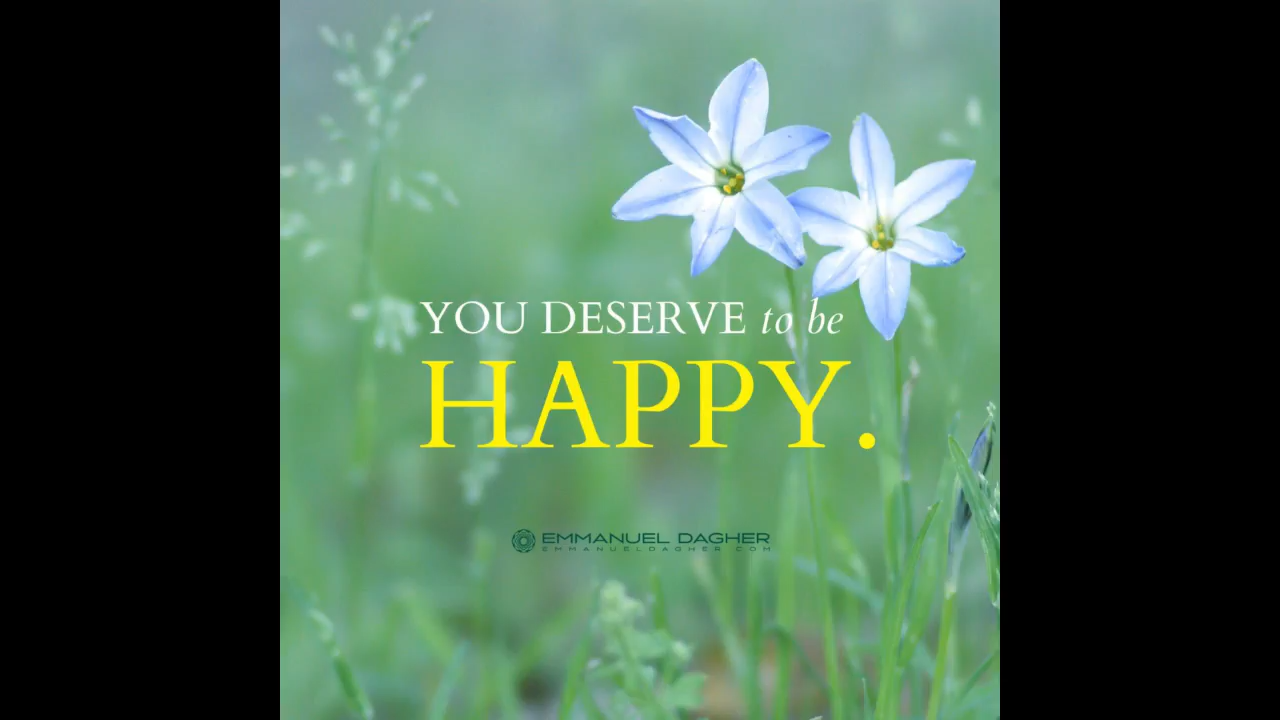 YOU DESERVE to be
HAPPY.
EMMANUEL DAGHER
EMMANUELDAGHER.COM